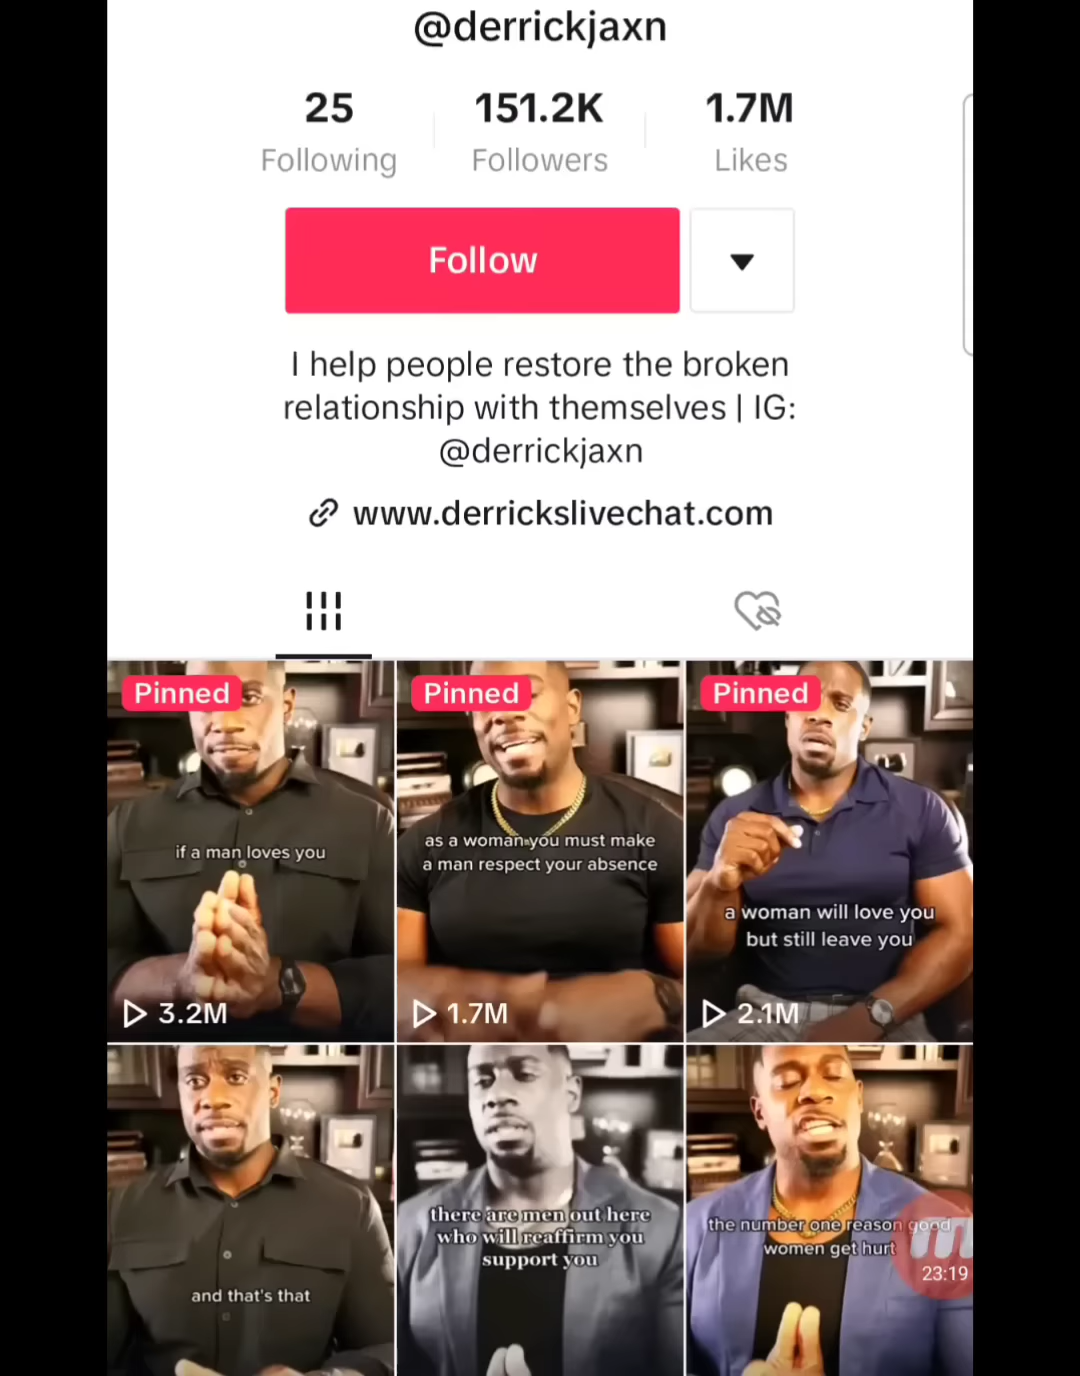 @derrickjaxn
25 151.2K 1.7M
Following Followers Likes
Follow
I help people restore the broken
relationship with themselves | IG:
@derrickjaxn
www.derrickslivechat.com
Pinned
if a man loves you
3.2M
Pinned
as a woman you must make
a man respect your absence
1.7M
Pinned
a woman will love you
but still leave you
2.1M
and that's that
there are men out here
who will reaffirm you
support you
the number one reason good
women get hurt
23:19